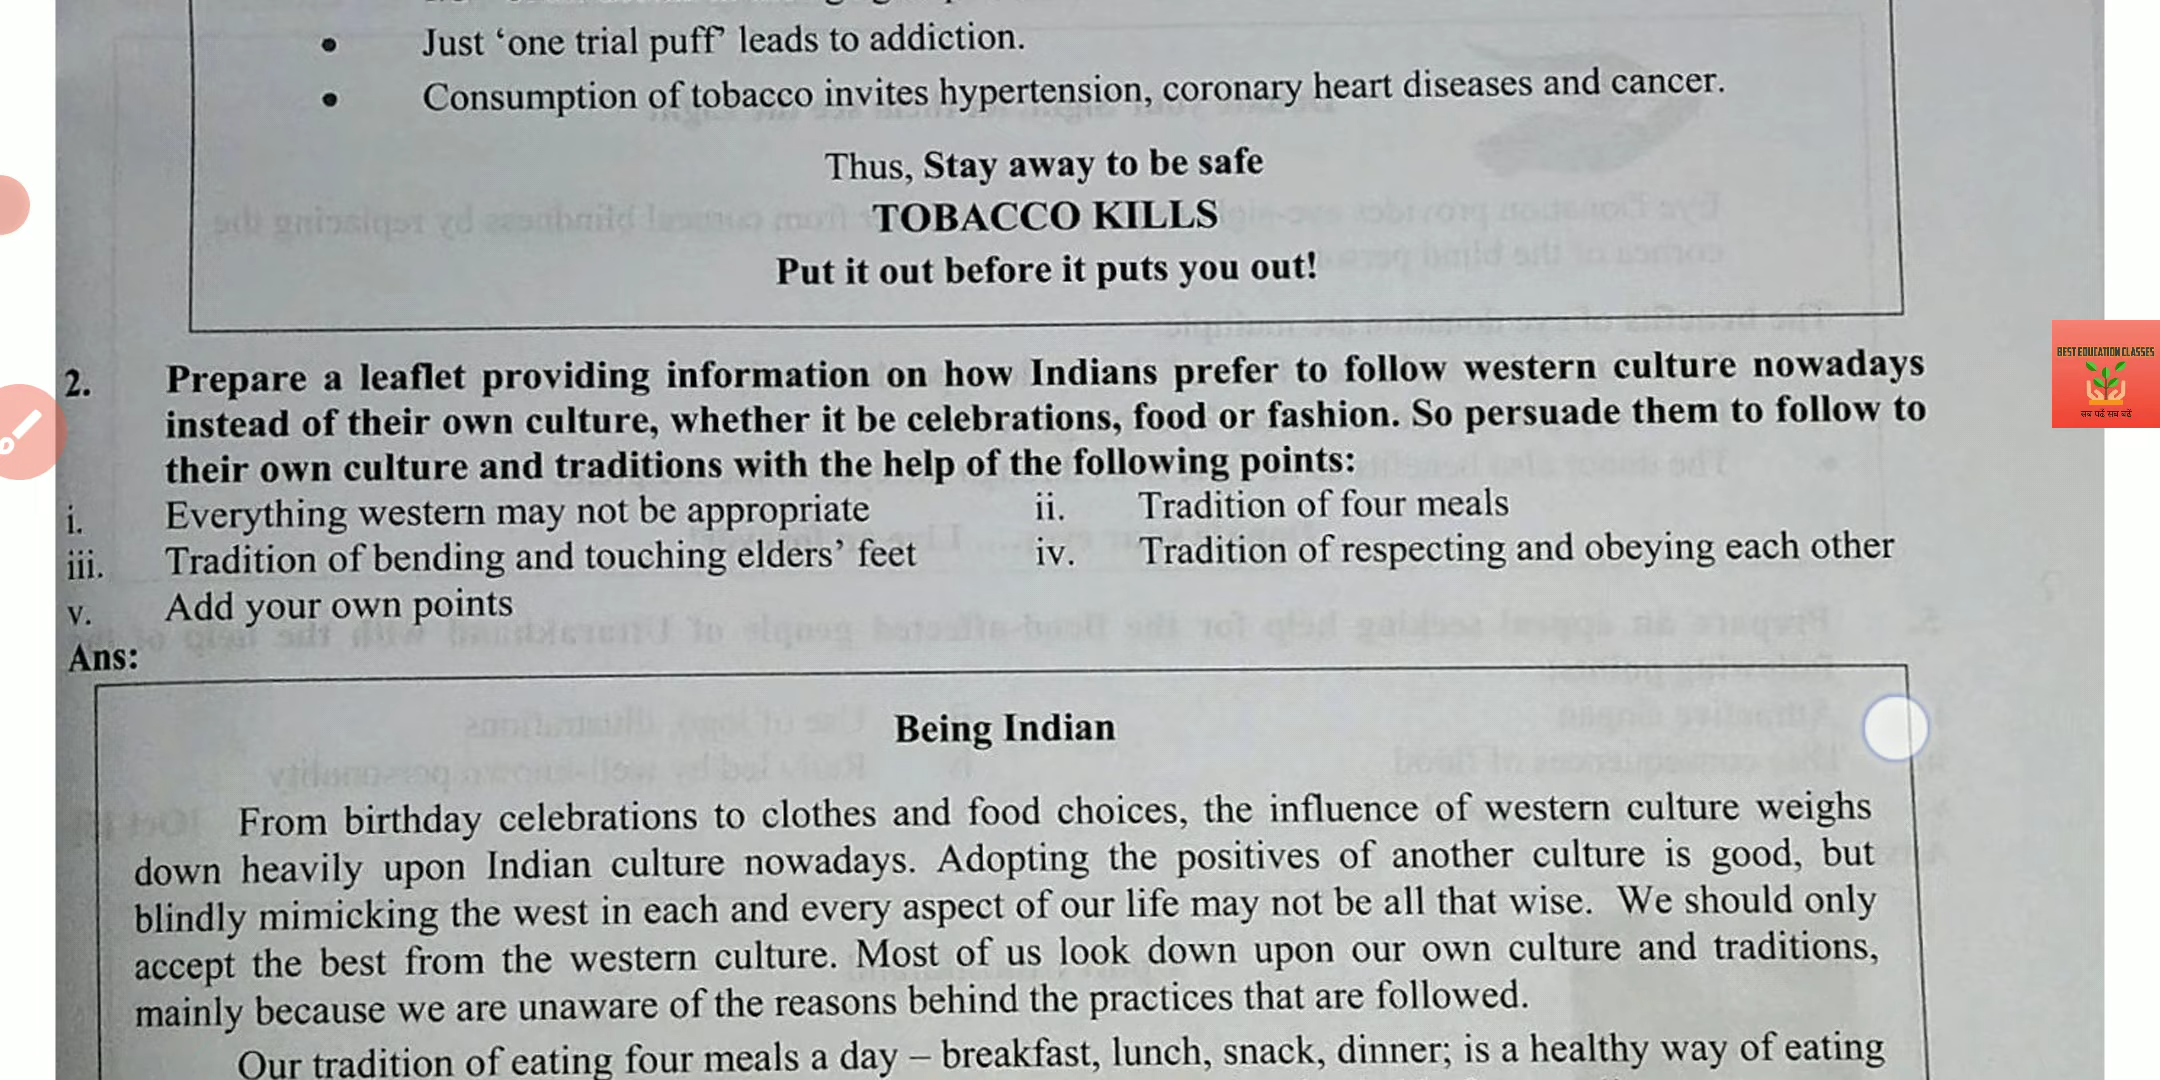 • Just ‘one trial puff’ leads to addiction.
• Consumption of tobacco invites hypertension, coronary heart diseases and cancer.
Thus, Stay away to be safe
TOBACCO KILLS
Put it out before it puts you out!
2. Prepare a leaflet providing information on how Indians prefer to follow western culture nowadays
instead of their own culture, whether it be celebrations, food or fashion. So persuade them to follow to
their own culture and traditions with the help of the following points:
i. Everything western may not be appropriate ii. Tradition of four meals
iii. Tradition of bending and touching elders’ feet iv. Tradition of respecting and obeying each other
v. Add your own points
Ans:
Being Indian
From birthday celebrations to clothes and food choices, the influence of western culture weighs
down heavily upon Indian culture nowadays. Adopting the positives of another culture is good, but
blindly mimicking the west in each and every aspect of our life may not be all that wise. We should only
accept the best from the western culture. Most of us look down upon our own culture and traditions,
mainly because we are unaware of the reasons behind the practices that are followed.
Our tradition of eating four meals a day – breakfast, lunch, snack, dinner; is a healthy way of eating
BEST EDUCATION CLASSES
सब पढ़ें सब बढ़ें